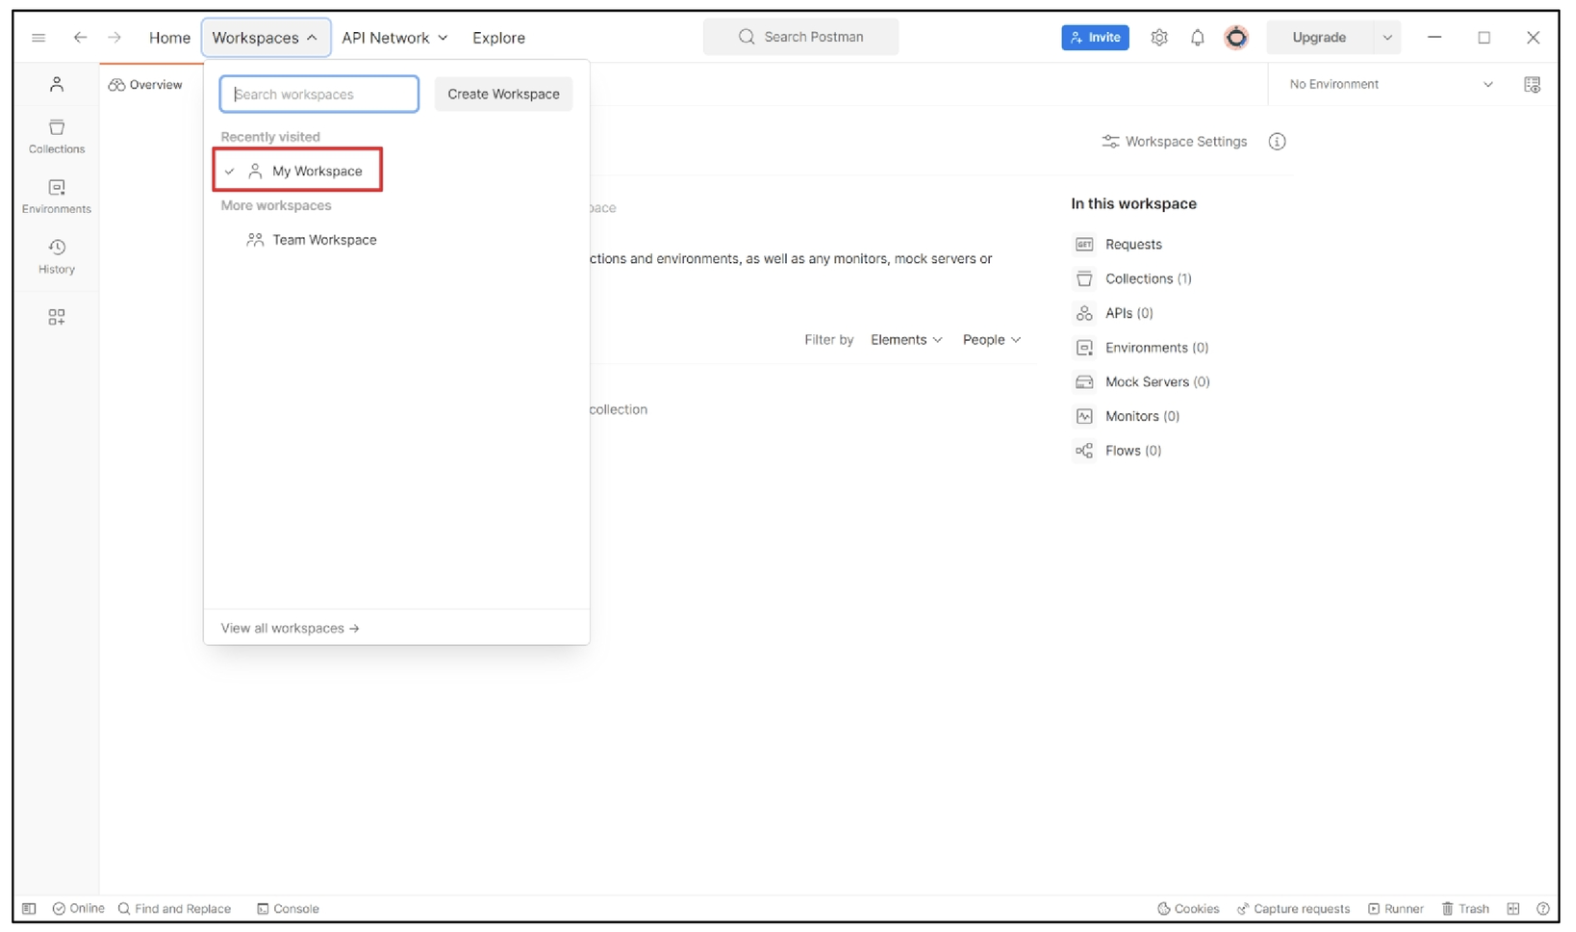 Home Workspaces API Network Explore Search Postman Invite Upgrade
Overview No Environment
Search workspaces Create Workspace
Recently visited
My Workspace
More workspaces
Team Workspace
View all workspaces →
Collections
Environments
History
Workspace Settings
pace
ctions and environments, as well as any monitors, mock servers or
Filter by Elements People
collection
In this workspace
GET Requests
Collections (1)
APIs (0)
Environments (0)
Mock Servers (0)
Monitors (0)
Flows (0)
Online Find and Replace Console Cookies Capture requests Runner Trash